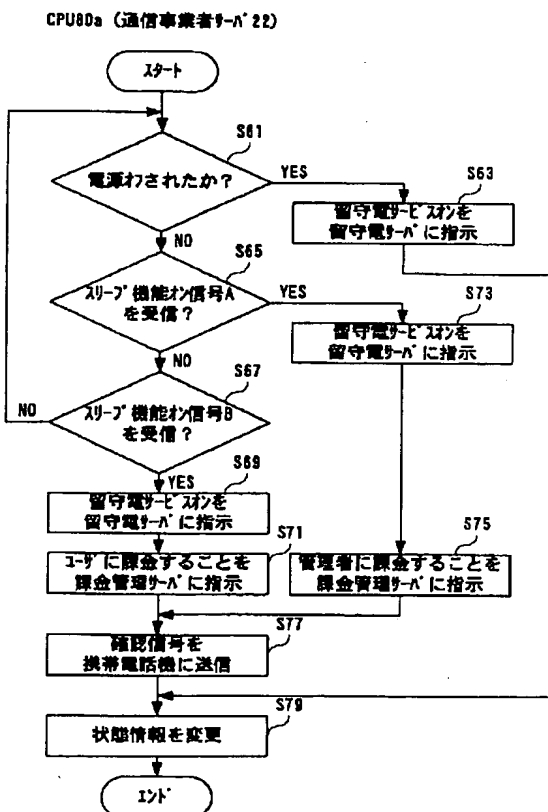 CPU80a (通信事業者ｻｰﾊﾞ22)
ｽﾀｰﾄ
S61
電源ｵﾌされたか？
YES
S63
留守電ｻｰﾋﾞｽｵﾝを
留守電ｻｰﾊﾞに指示
NO
S65
ｽﾘｰﾌﾟ機能ｵﾝ信号A
を受信？
YES
S73
留守電ｻｰﾋﾞｽｵﾝを
留守電ｻｰﾊﾞに指示
NO
S67
NO
ｽﾘｰﾌﾟ機能ｵﾝ信号B
を受信？
YES
S69
留守電ｻｰﾋﾞｽｵﾝを
留守電ｻｰﾊﾞに指示
S71
ﾕｰｻﾞに課金することを
課金管理ｻｰﾊﾞに指示
S75
管理者に課金することを
課金管理ｻｰﾊﾞに指示
S77
確認信号を
携帯電話機に送信
S79
状態情報を変更
ｴﾝﾄﾞ